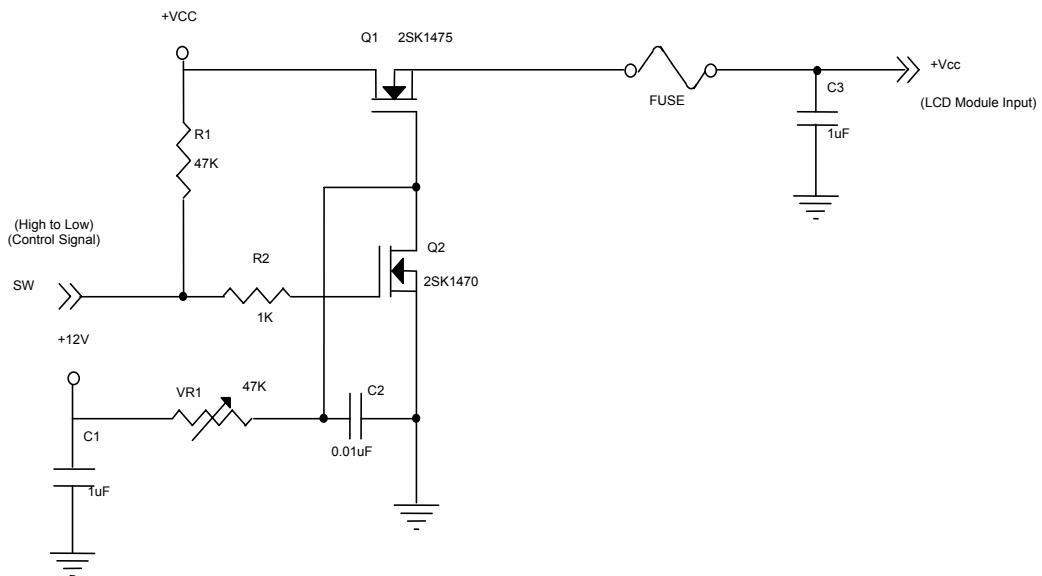 +VCC
Q1 2SK1475
+Vcc
FUSE
C3
(LCD Module Input)
R1
1uF
47K
(High to Low)
(Control Signal)
Q2
R2
SW
2SK1470
1K
+12V
VR1
47K
C2
C1
0.01uF
1uF